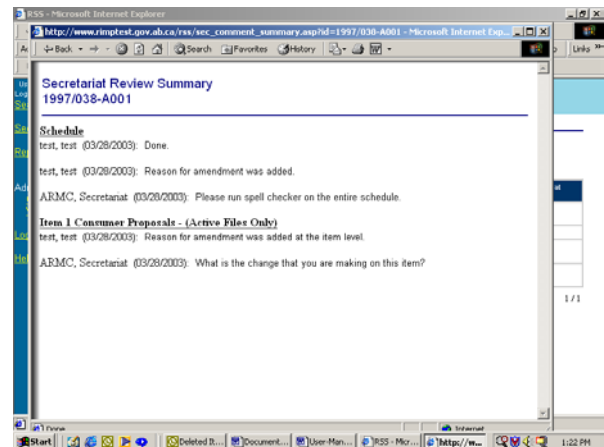 RSS - Microsoft Internet Explorer
http://www.rimptest.gov.ab.ca/rss/sec_comment_summary.asp?id=1997/038-A001 - Microsoft Internet Exp...
Back Search Favorites History
Links
Secretariat Review Summary
1997/038-A001
Schedule
test, test (03/28/2003): Done.
test, test (03/28/2003): Reason for amendment was added.
ARMC, Secretariat (03/28/2003): Please run spell checker on the entire schedule.
Item 1 Consumer Proposals - (Active Files Only)
test, test (03/28/2003): Reason for amendment was added at the item level.
ARMC, Secretariat (03/28/2003): What is the change that you are making on this item?
1 / 1
Done
Internet
Start Deleted It... Document... User-Man... RSS - Micr... http://w... 1:22 PM